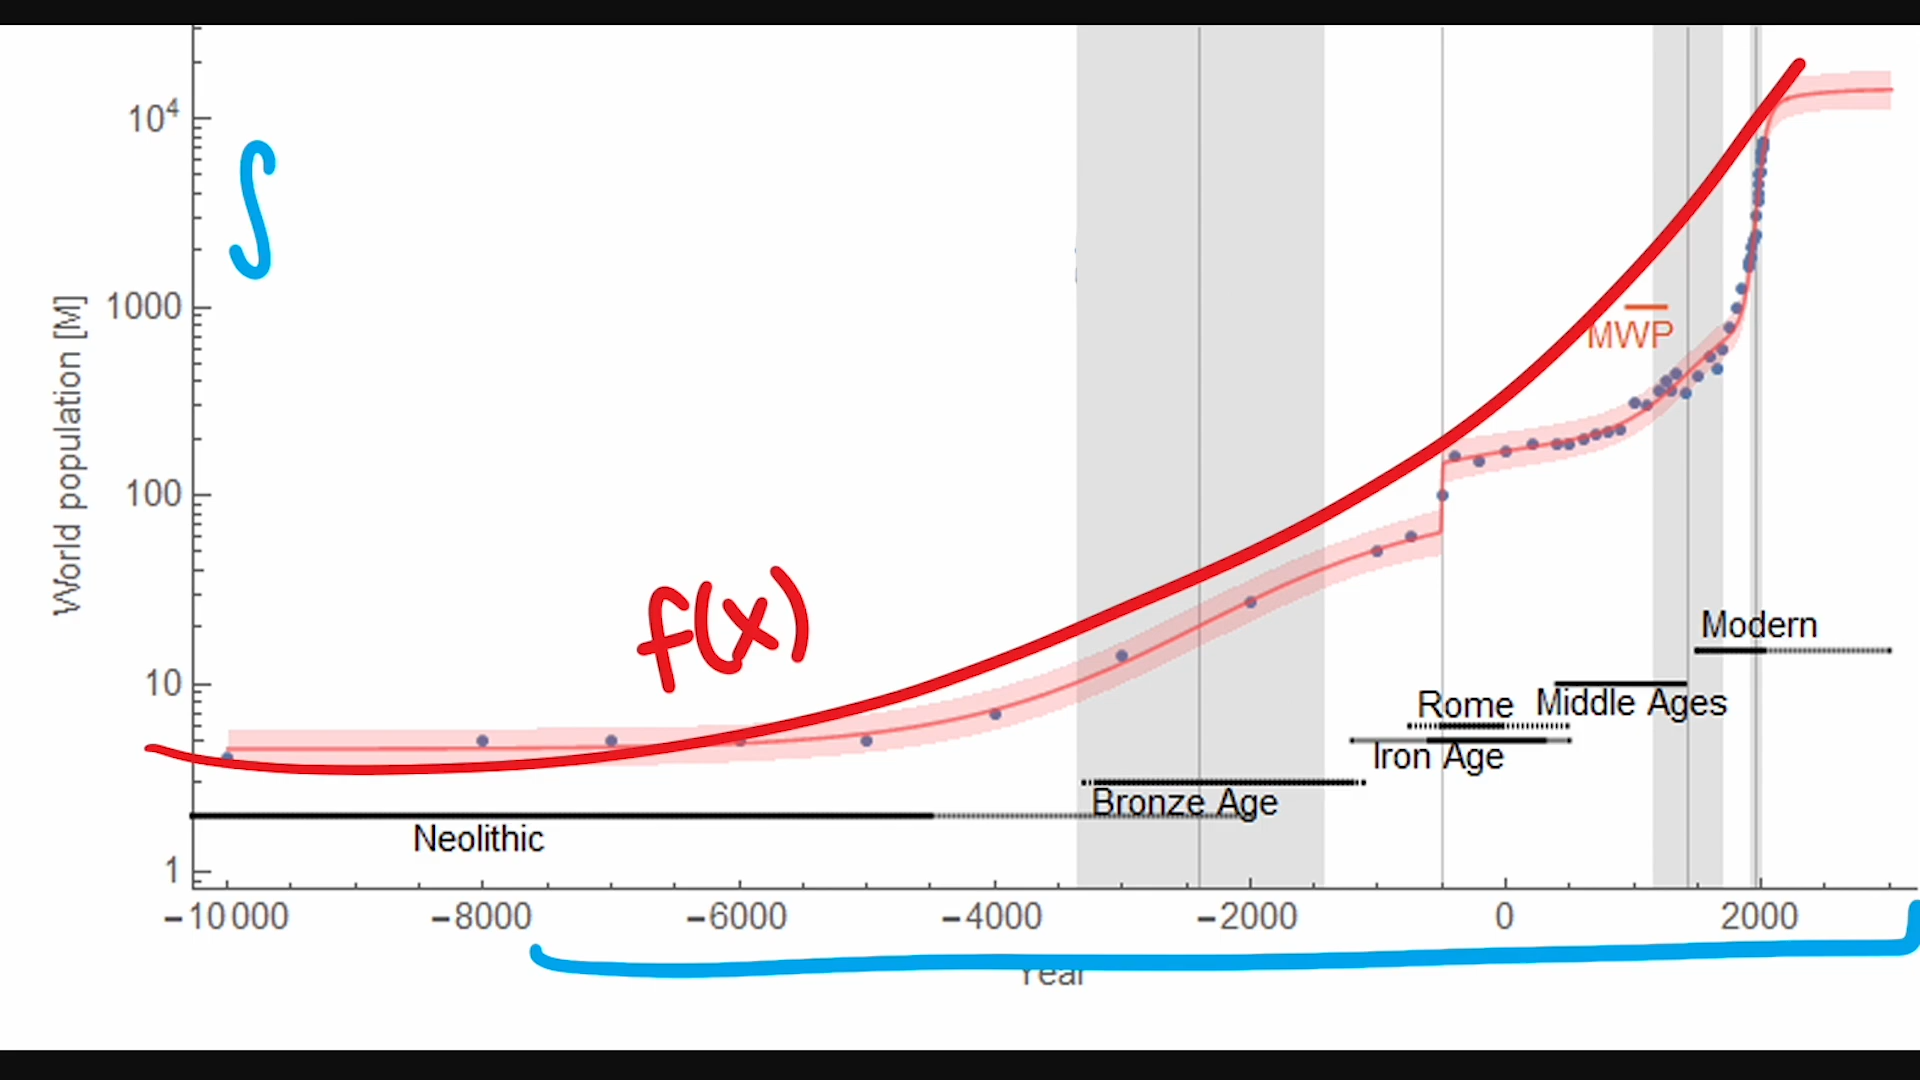 10⁴
1000
100
10
1
World population [M]
∫
f(x)
MWP
Modern
Rome
Middle Ages
Iron Age
Bronze Age
Neolithic
−10000 −8000 −6000 −4000 −2000 0 2000
Year